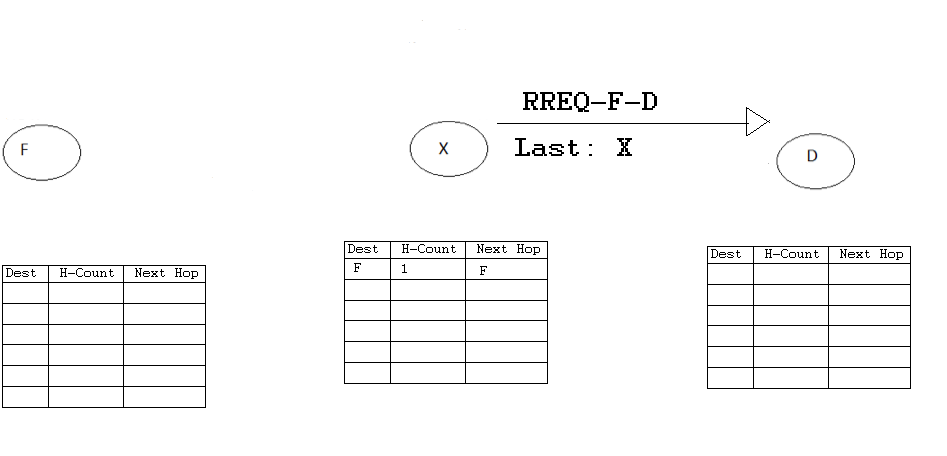 RREQ-F-D
F
X
Last: X
D
Dest H-Count Next Hop
F 1 F
Dest H-Count Next Hop
Dest H-Count Next Hop